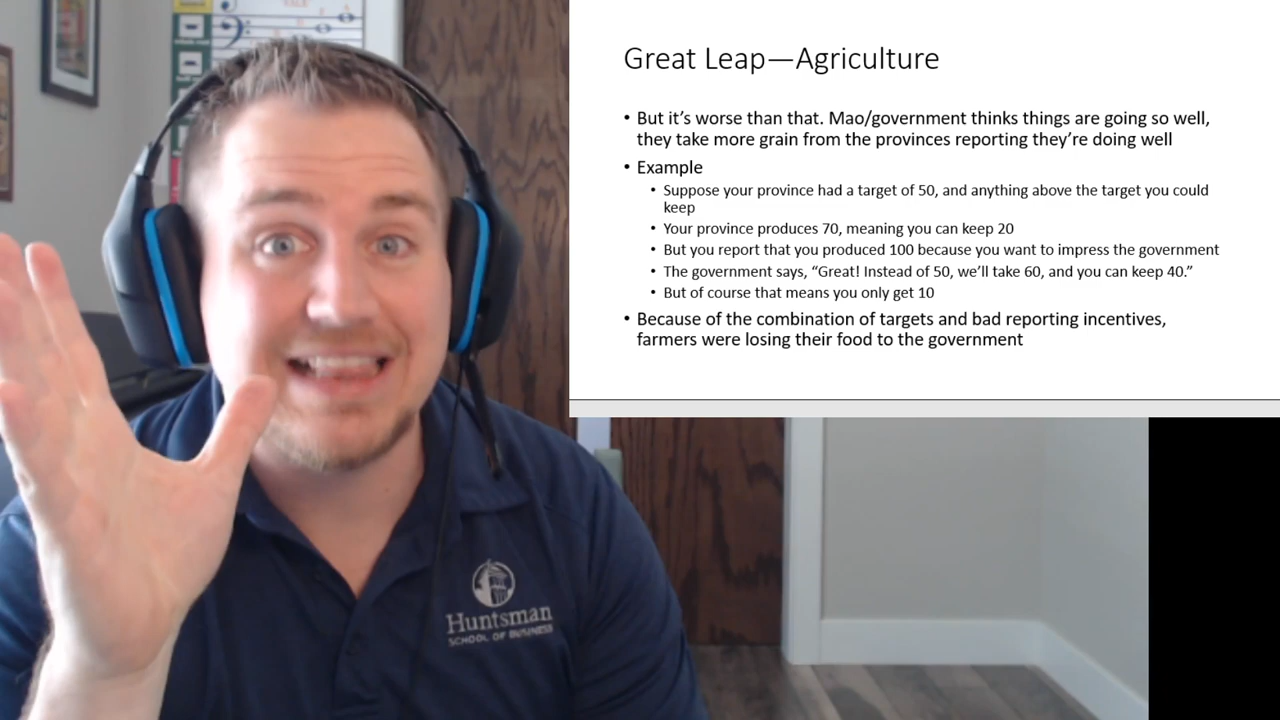 Great Leap—Agriculture
• But it’s worse than that. Mao/government thinks things are going so well,
they take more grain from the provinces reporting they’re doing well
• Example
• Suppose your province had a target of 50, and anything above the target you could
keep
• Your province produces 70, meaning you can keep 20
• But you report that you produced 100 because you want to impress the government
• The government says, “Great! Instead of 50, we’ll take 60, and you can keep 40.”
• But of course that means you only get 10
• Because of the combination of targets and bad reporting incentives,
farmers were losing their food to the government
Huntsman
SCHOOL OF BUSINESS